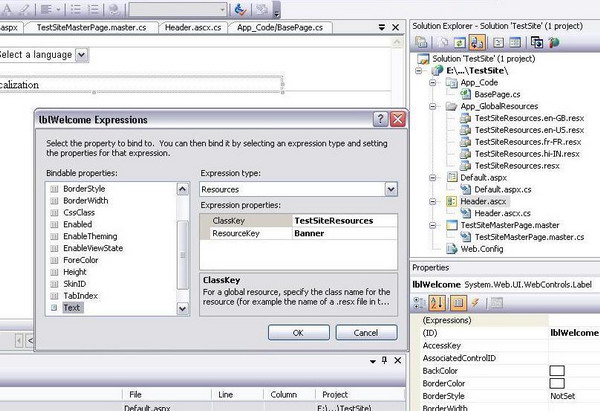 aspx TestSiteMasterPage.master.cs Header.ascx.cs App_Code/BasePage.cs
Select a language
calization
lblWelcome Expressions
Select the property to bind to. You can then bind it by selecting an expression type and setting
the properties for that expression.
Bindable properties:
BorderStyle
BorderWidth
CssClass
Enabled
EnableTheming
EnableViewState
ForeColor
Height
SkinID
TabIndex
Text
Expression type:
Resources
Expression properties:
ClassKey TestSiteResources
ResourceKey Banner
ClassKey
For a global resource, specify the class name for the
resource (for example the name of a .resx file in t...
OK Cancel
File Line Column Project
Default.aspx E:\...\TestSite\
Solution Explorer - Solution 'TestSite' (1 project)
Solution 'TestSite' (1 project)
E:\...\TestSite\
App_Code
BasePage.cs
App_GlobalResources
TestSiteResources.en-GB.resx
TestSiteResources.en-US.resx
TestSiteResources.fr-FR.resx
TestSiteResources.hi-IN.resx
TestSiteResources.resx
Default.aspx
Default.aspx.cs
Header.ascx
Header.ascx.cs
TestSiteMasterPage.master
TestSiteMasterPage.master.cs
Web.Config
Properties
lblWelcome System.Web.UI.WebControls.Label
(Expressions)
(ID) lblWelcome
AccessKey
AssociatedControlID
BackColor
BorderColor
BorderStyle NotSet
BorderWidth